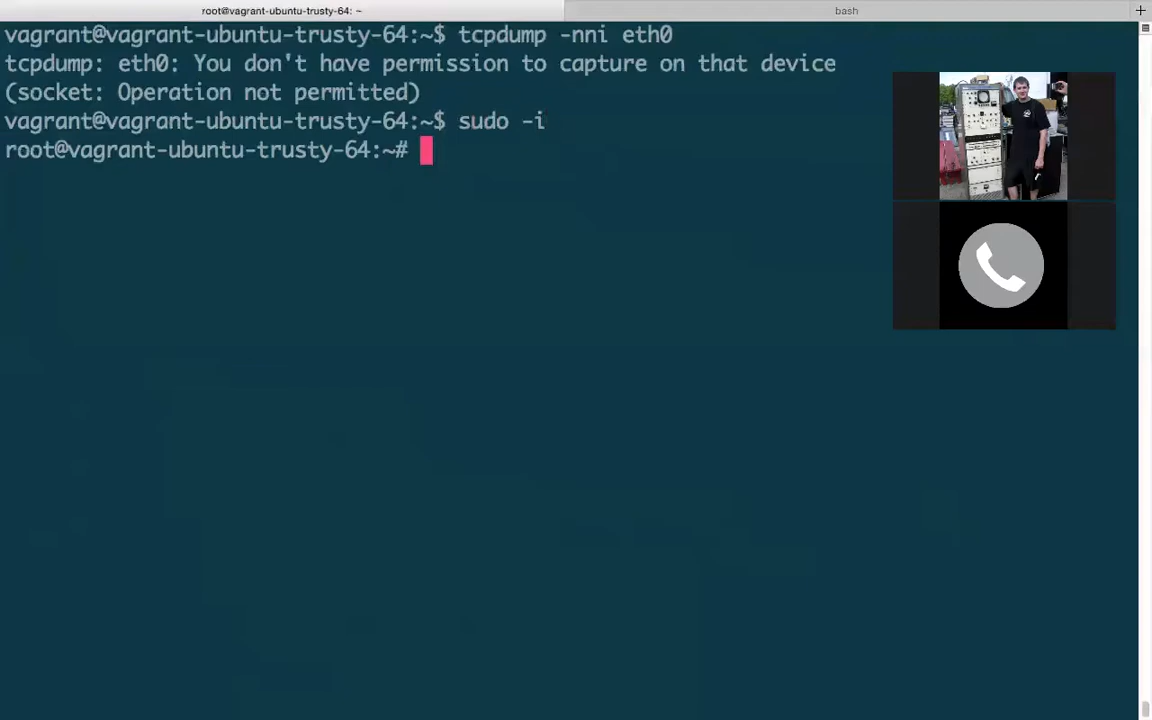 root@vagrant-ubuntu-trusty-64: ~
bash
vagrant@vagrant-ubuntu-trusty-64:~$ tcpdump -nni eth0
tcpdump: eth0: You don't have permission to capture on that device
(socket: Operation not permitted)
vagrant@vagrant-ubuntu-trusty-64:~$ sudo -i
root@vagrant-ubuntu-trusty-64:~#